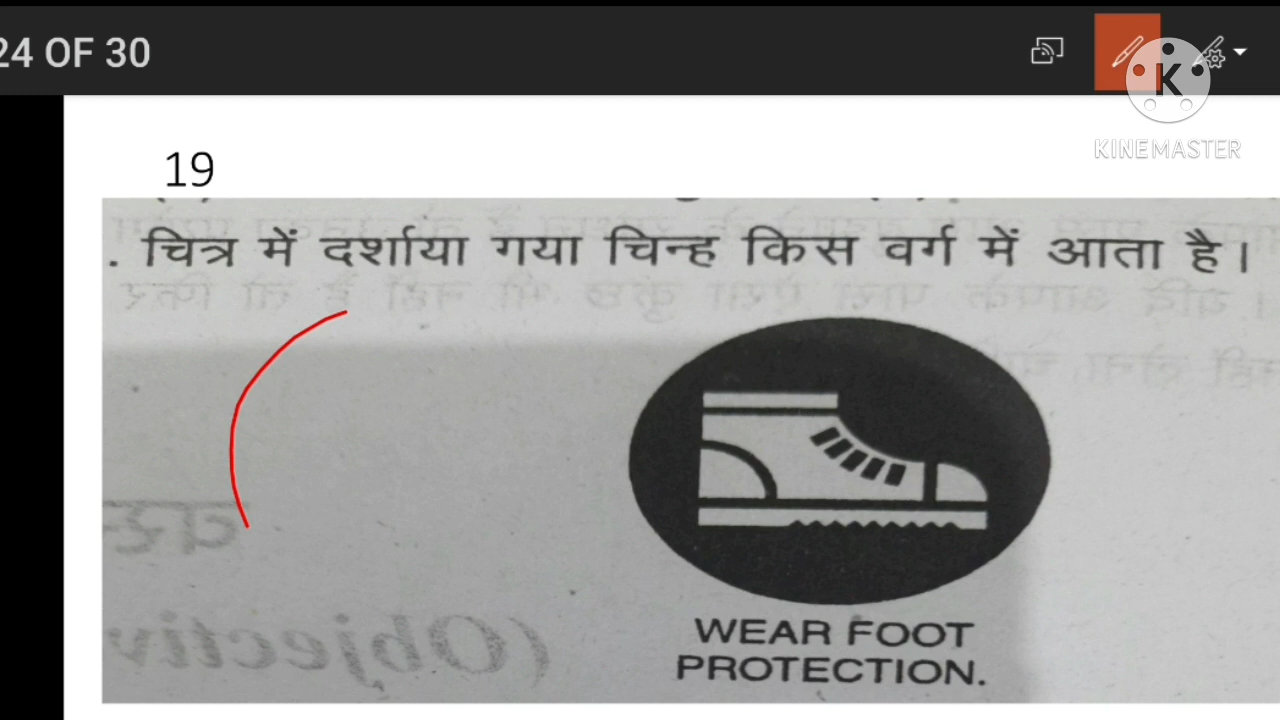 24 OF 30
K
KINEMASTER
19
. चित्र में दर्शाया गया चिन्ह किस वर्ग में आता है।
WEAR FOOT
PROTECTION.